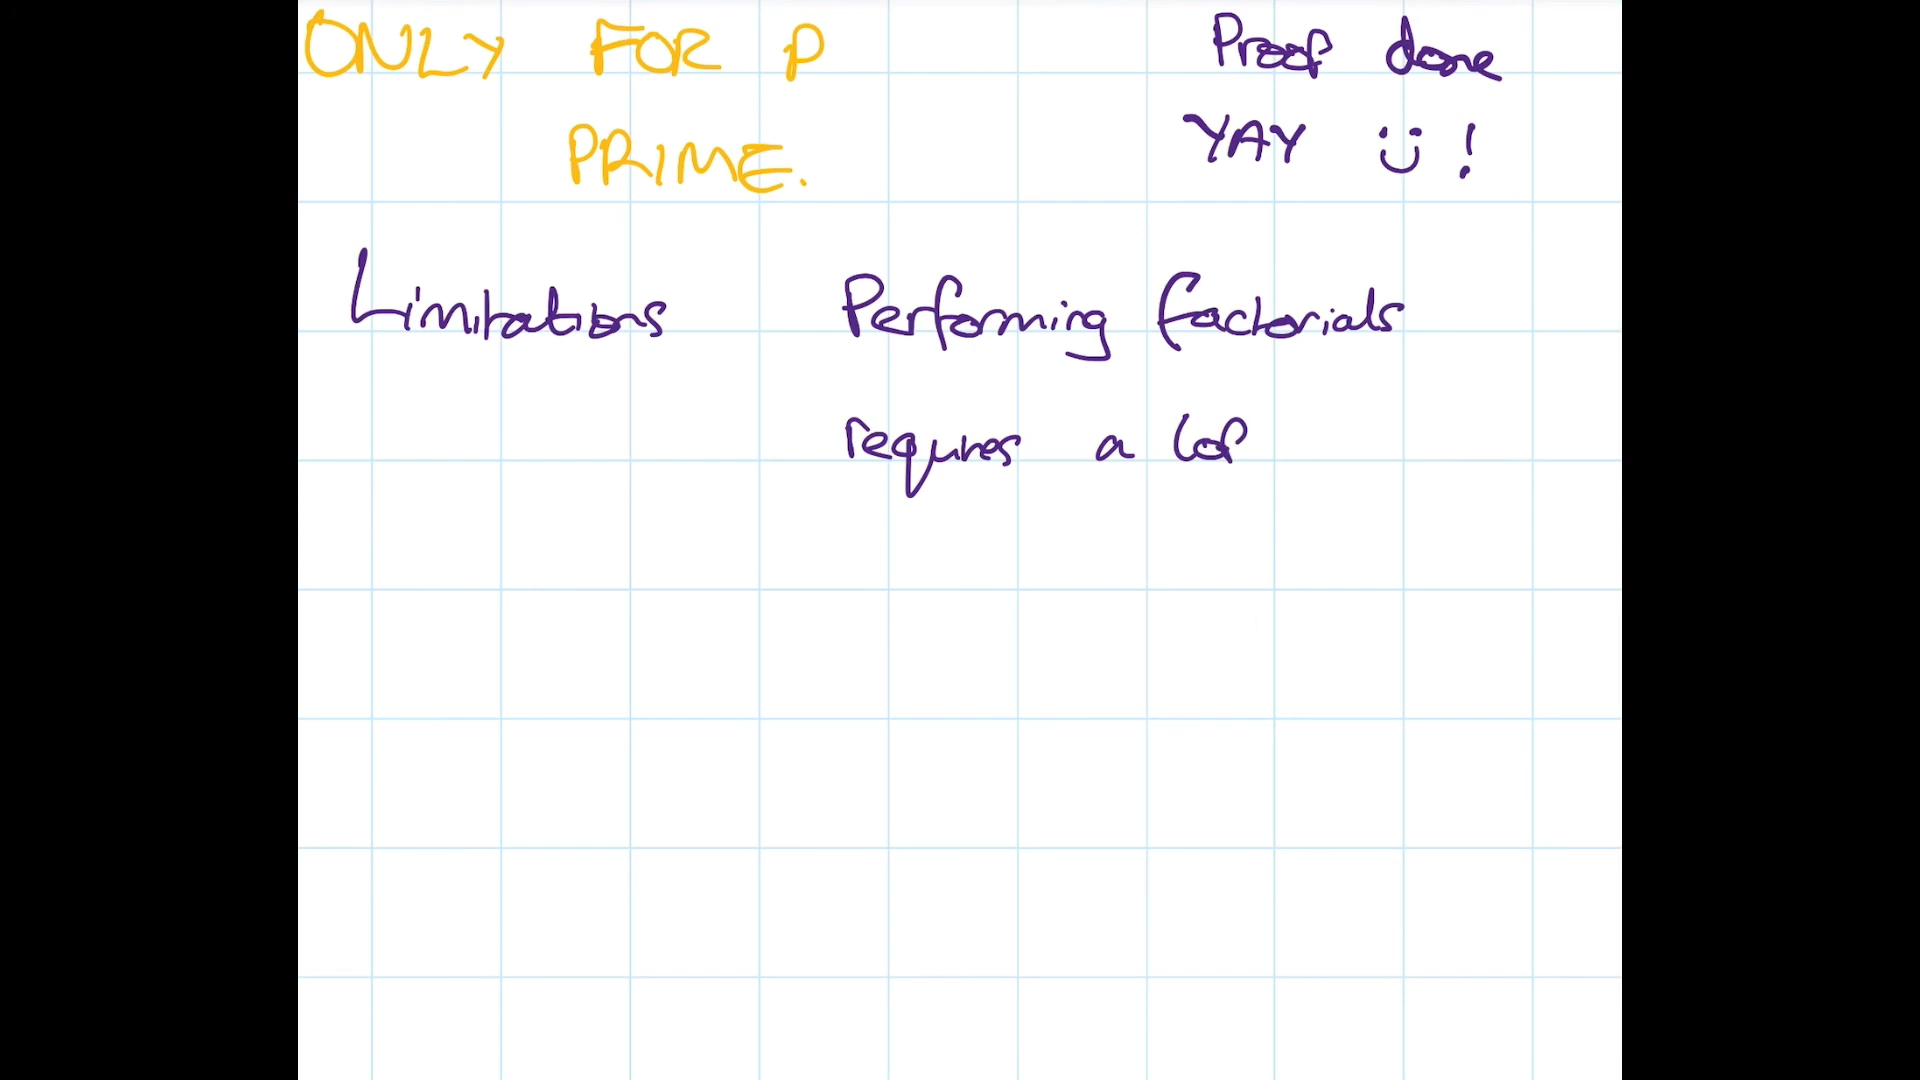 ONLY FOR P
PRIME.
Proof done
YAY :) !
Limitations
Performing factorials
requires a lot